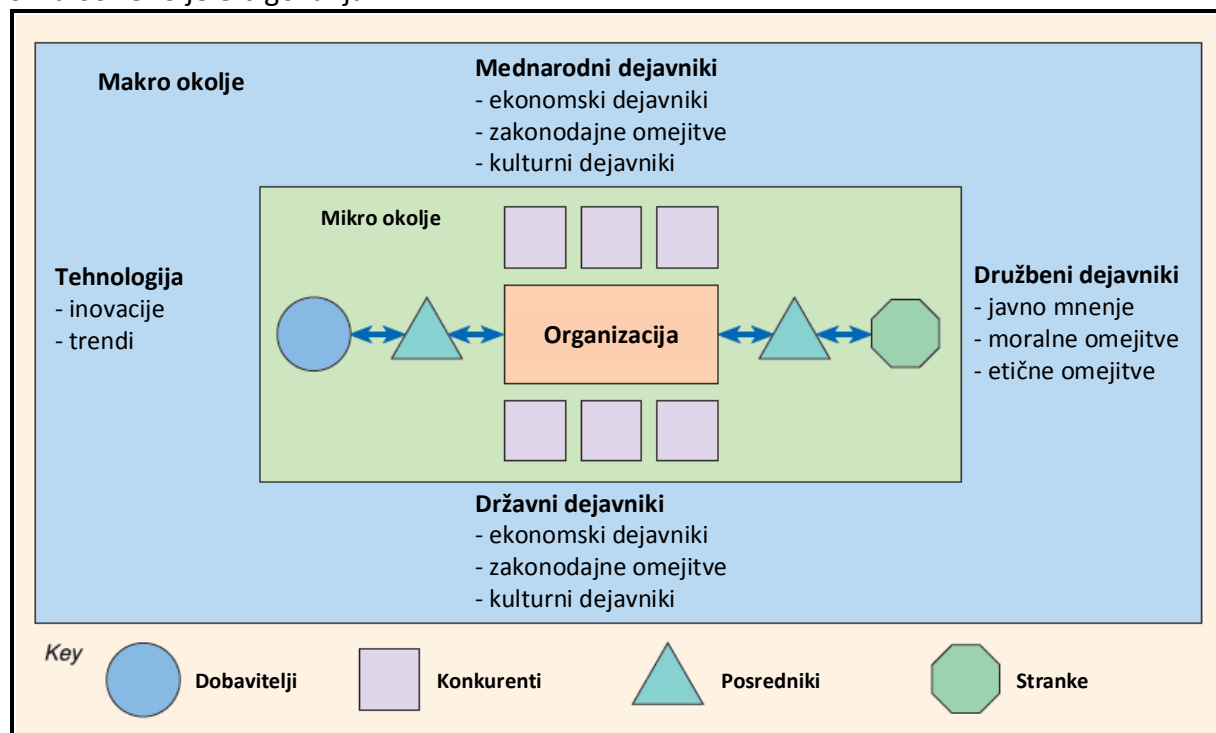 Makro okolje
Mednarodni dejavniki
- ekonomski dejavniki
- zakonodajne omejitve
- kulturni dejavniki
Mikro okolje
Tehnologija
- inovacije
- trendi
Organizacija
Družbeni dejavniki
- javno mnenje
- moralne omejitve
- etične omejitve
Državni dejavniki
- ekonomski dejavniki
- zakonodajne omejitve
- kulturni dejavniki
Key
Dobavitelji
Konkurenti
Posredniki
Stranke